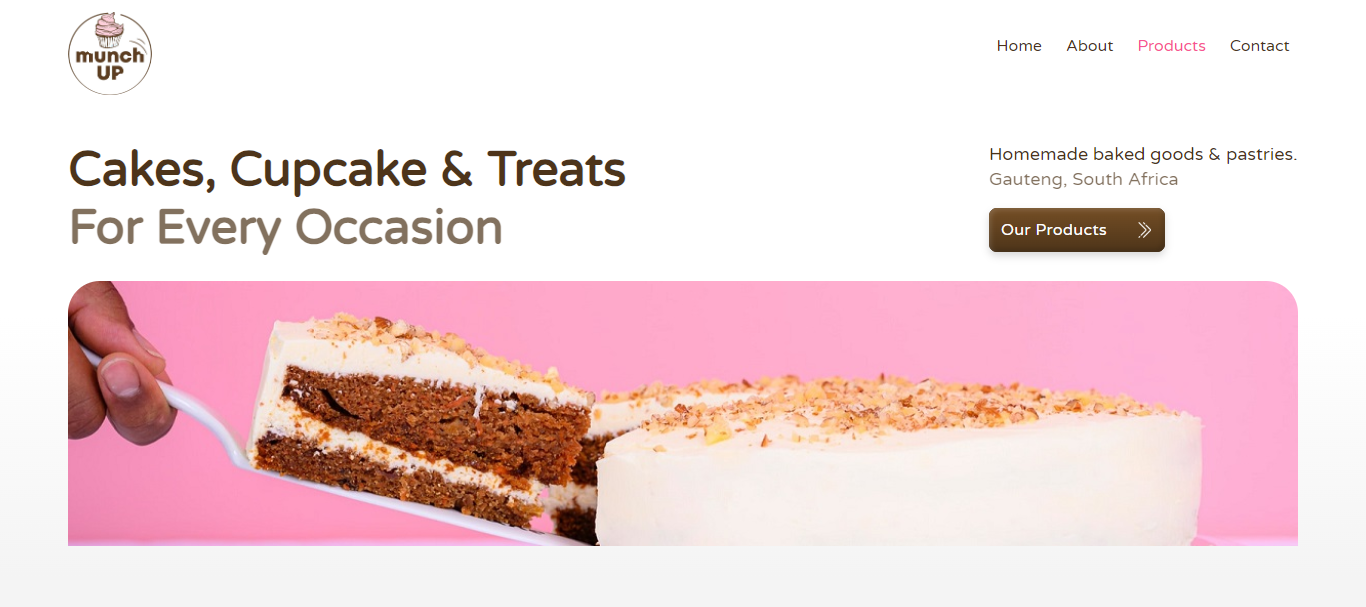 munch
UP
Home About Products Contact
Cakes, Cupcake & Treats
For Every Occasion
Homemade baked goods & pastries.
Gauteng, South Africa
Our Products